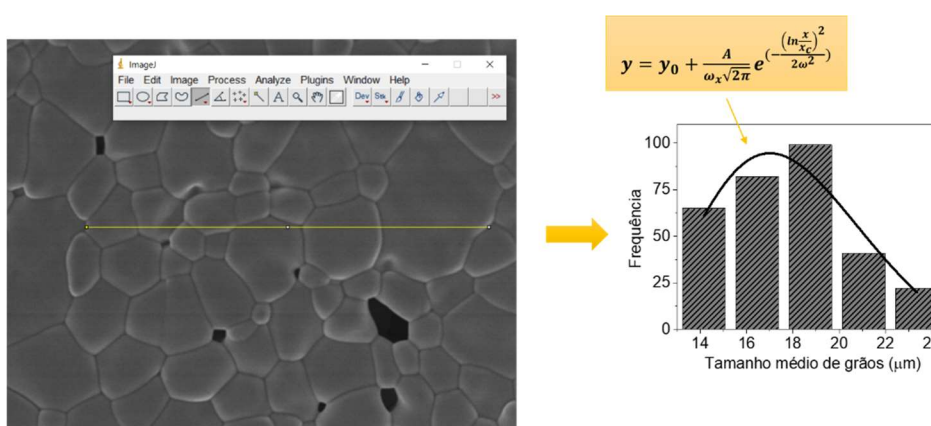 ImageJ
File Edit Image Process Analyze Plugins Window Help
A Dev Stk >>
y = y₀ + A/(ωₓ√2π) e^(−(ln x/x_c)²/2ω²)
100
75
50
25
0
Frequência
14 16 18 20 22
Tamanho médio de grãos (μm)